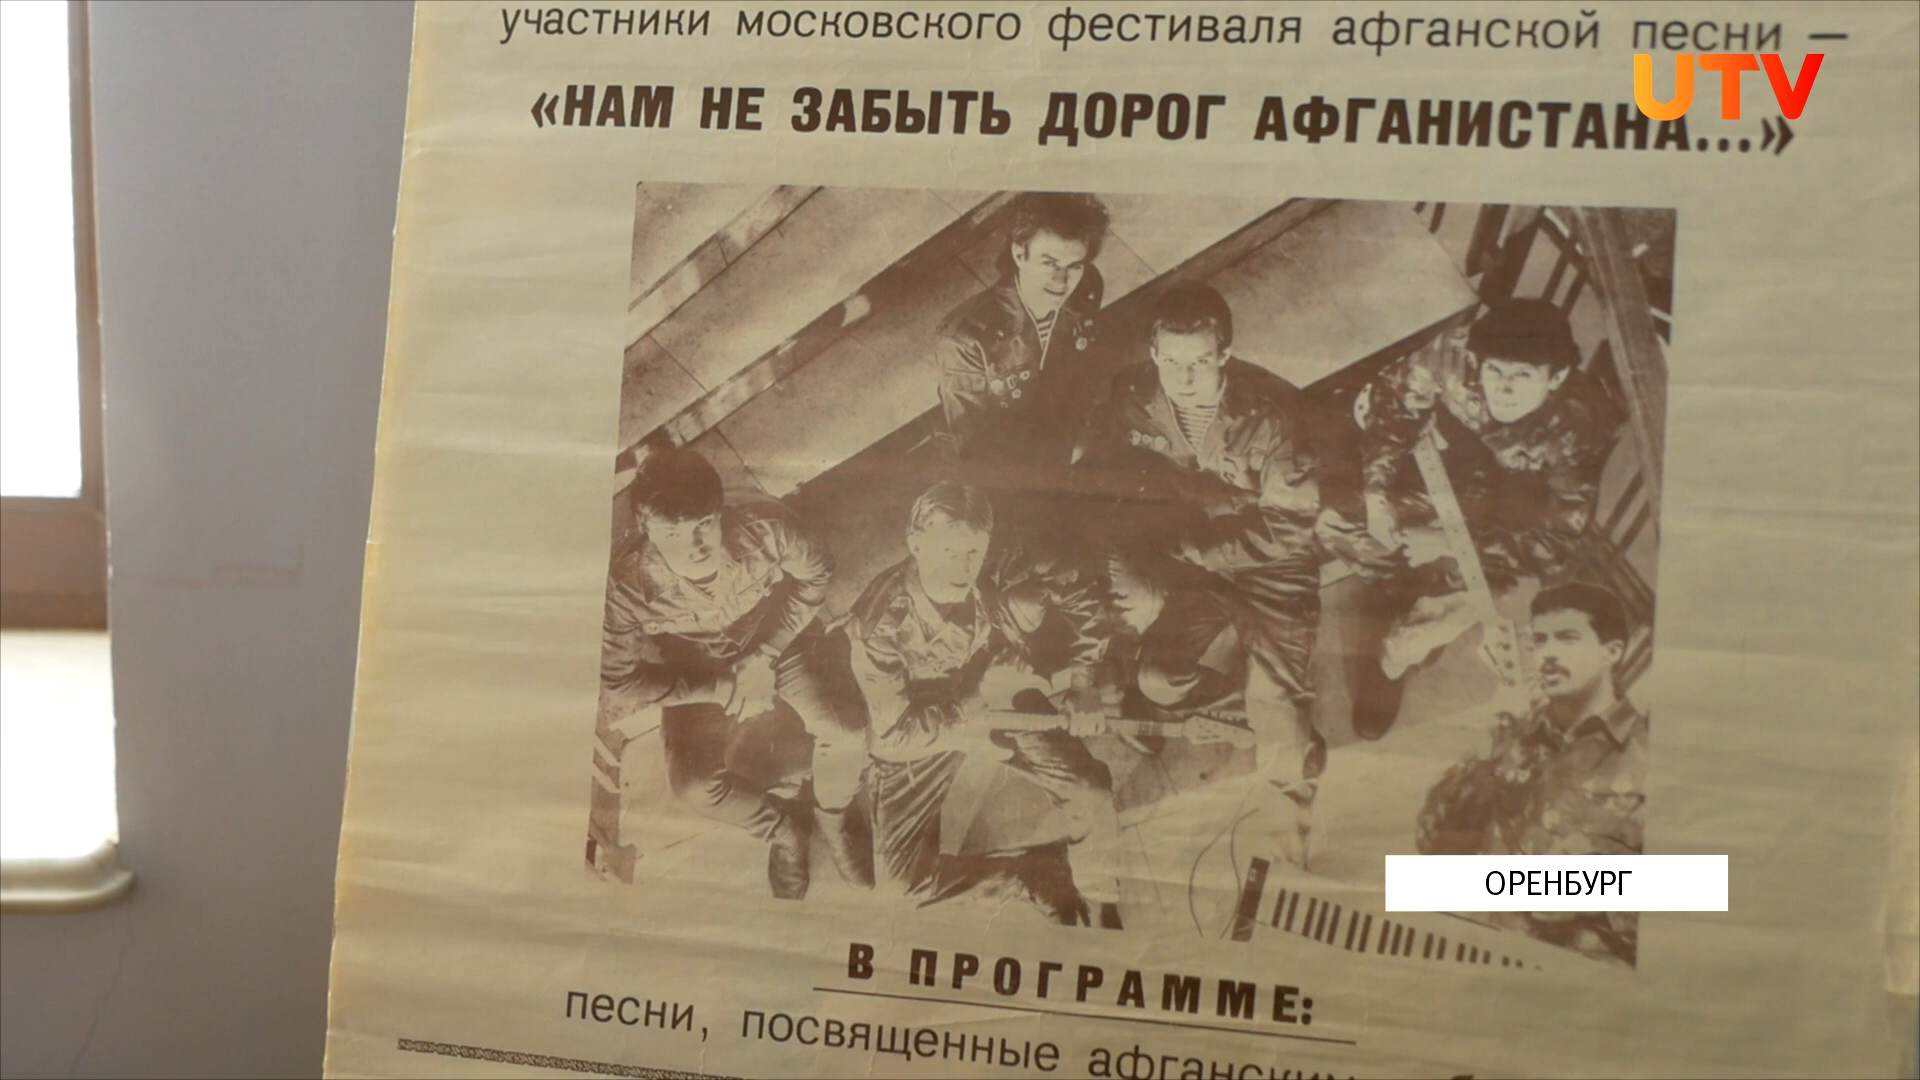 участники московского фестиваля афганской песни —
UTV
«НАМ НЕ ЗАБЫТЬ ДОРОГ АФГАНИСТАНА...»
ОРЕНБУРГ
В ПРОГРАММЕ:
песни, посвященные